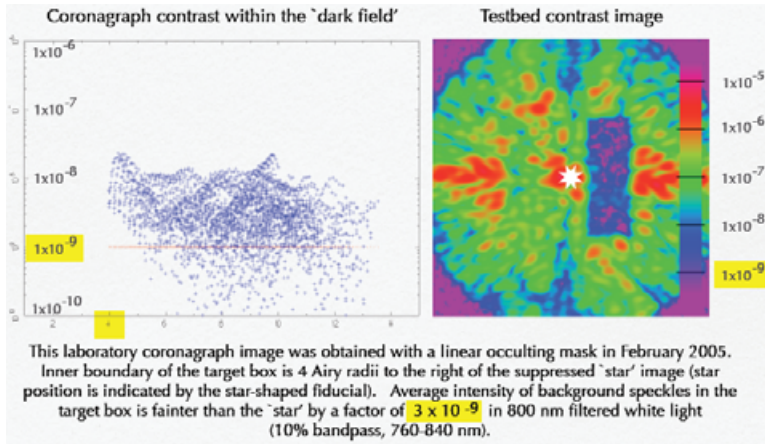 Coronagraph contrast within the `dark field'
Testbed contrast image
1x10-6
1x10-7
1x10-8
1x10-9
1x10-10
2
4
6
1x10-5
1x10-6
1x10-7
1x10-8
1x10-9
This laboratory coronagraph image was obtained with a linear occulting mask in February 2005.
Inner boundary of the target box is 4 Airy radii to the right of the suppressed `star' image (star
position is indicated by the star-shaped fiducial). Average intensity of background speckles in the
target box is fainter than the `star' by a factor of 3 x 10 -9 in 800 nm filtered white light
(10% bandpass, 760-840 nm).